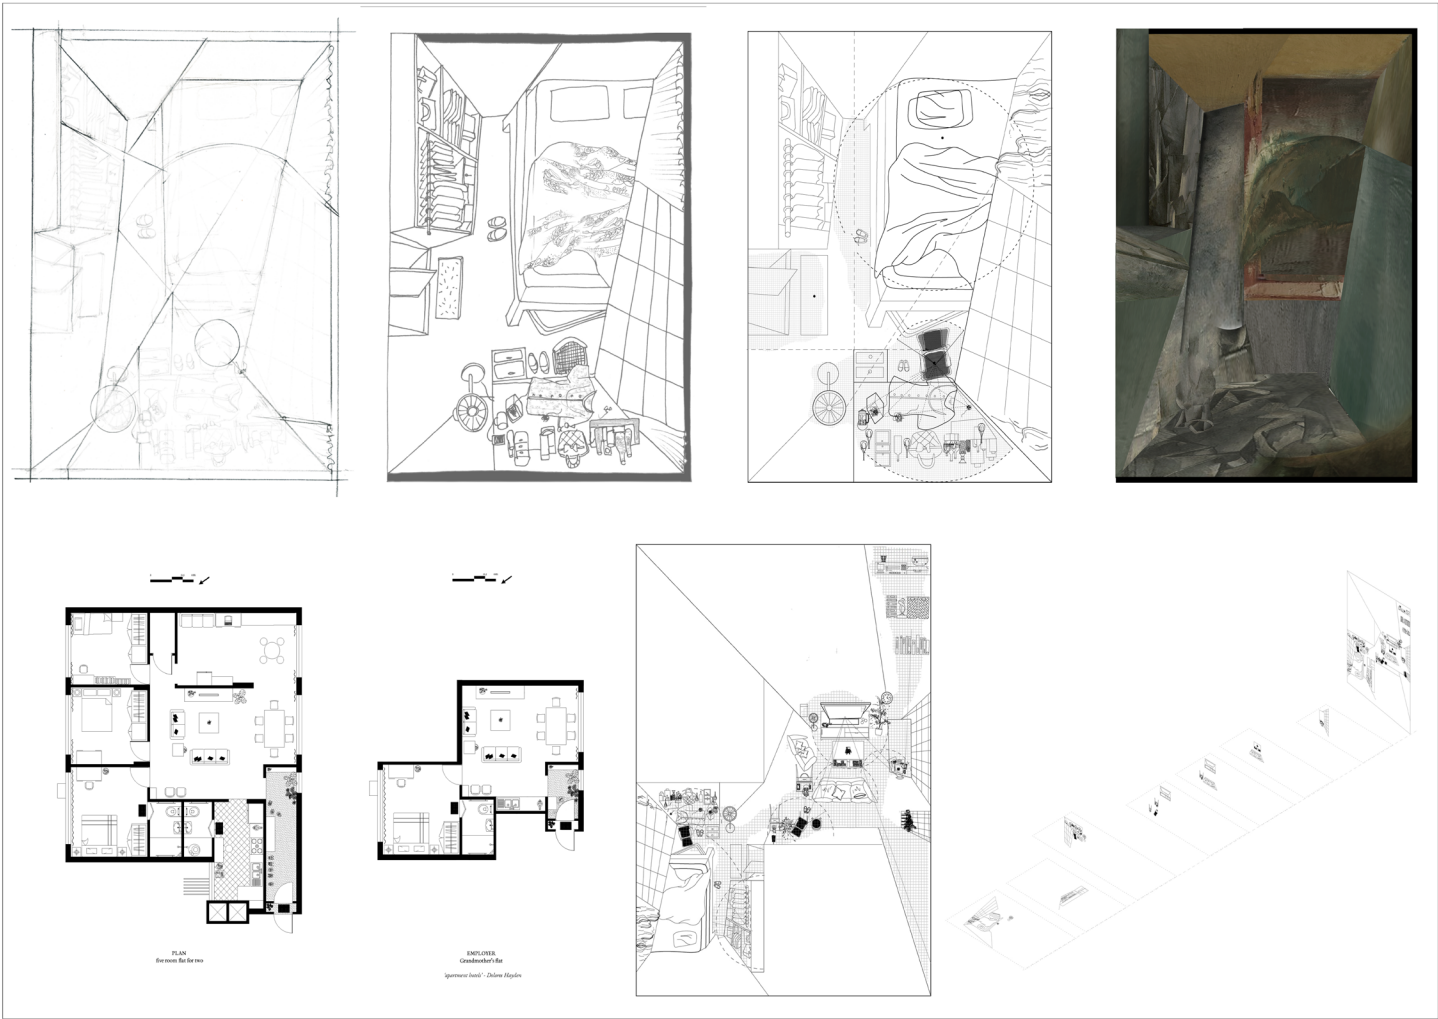 PLAN
five room flat for two
EMPLOYER
Grandmother's flat
'apartment hotels' - Dolores Hayden